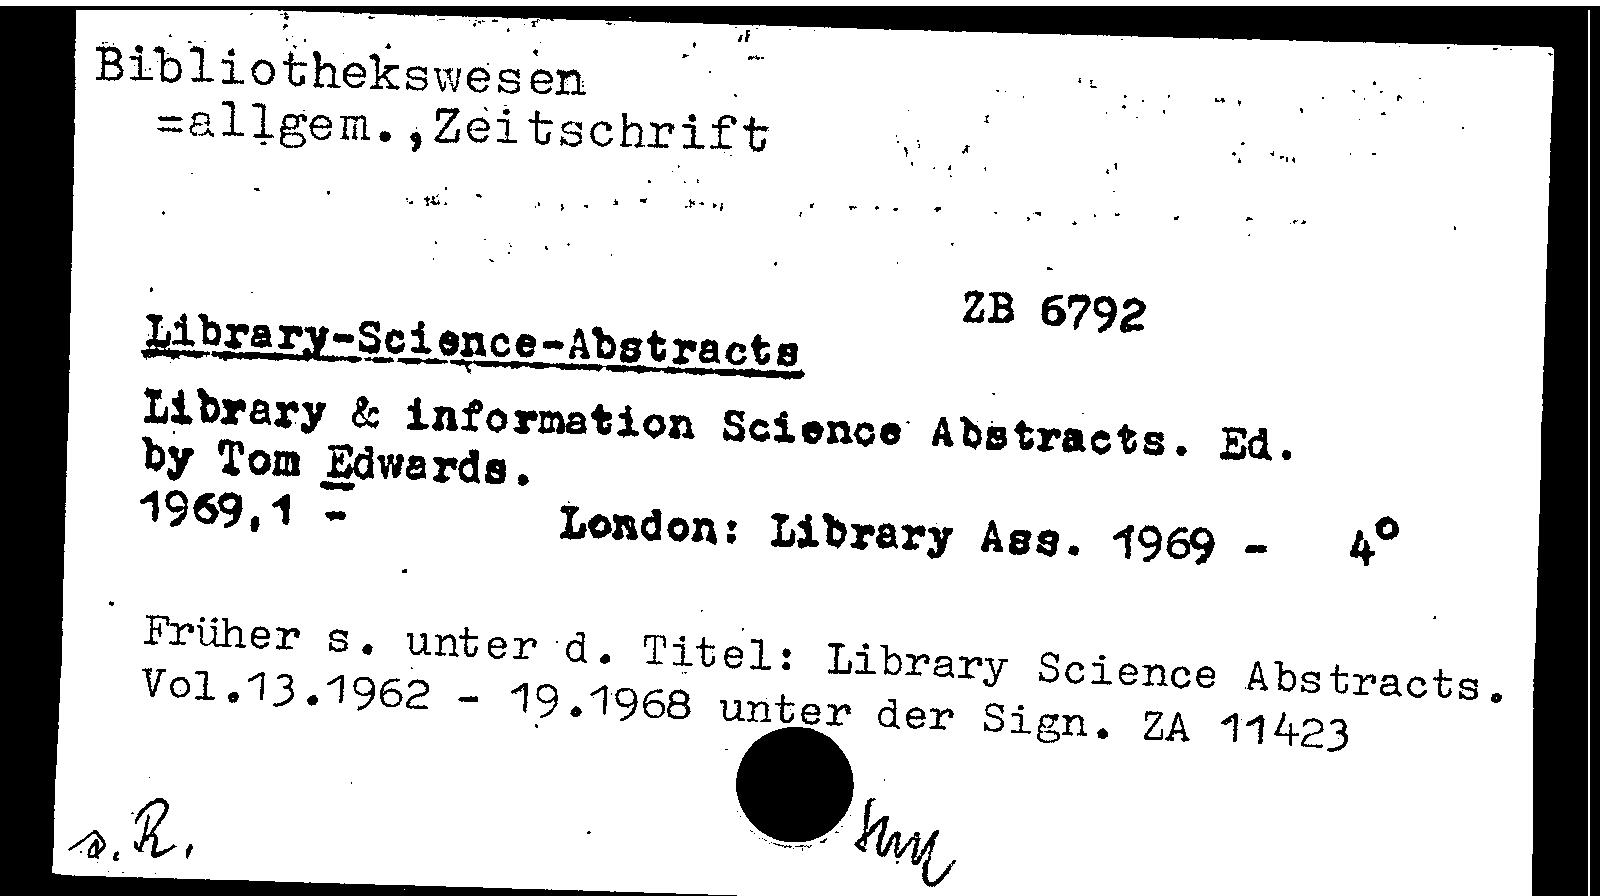 Bibliothekswesen
=allgem.,Zeitschrift
ZB 6792
Library-Science-Abstracts
Library & information Science Abstracts. Ed.
by Tom Edwards.
1969,1 - London: Library Ass. 1969 - 4°
Früher s. unter d. Titel: Library Science Abstracts.
Vol.13.1962 - 19.1968 unter der Sign. ZA 11423
s. R.